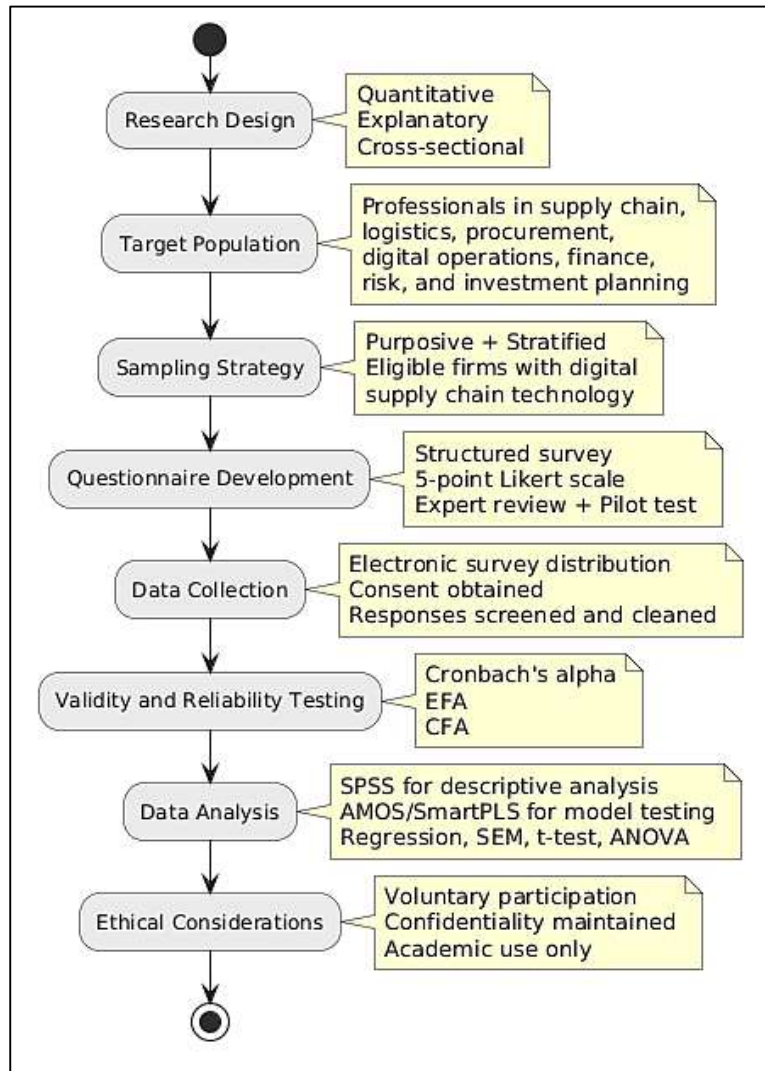 Research Design
Quantitative
Explanatory
Cross-sectional
Target Population
Professionals in supply chain,
logistics, procurement,
digital operations, finance,
risk, and investment planning
Sampling Strategy
Purposive + Stratified
Eligible firms with digital
supply chain technology
Questionnaire Development
Structured survey
5-point Likert scale
Expert review + Pilot test
Data Collection
Electronic survey distribution
Consent obtained
Responses screened and cleaned
Validity and Reliability Testing
Cronbach's alpha
EFA
CFA
Data Analysis
SPSS for descriptive analysis
AMOS/SmartPLS for model testing
Regression, SEM, t-test, ANOVA
Ethical Considerations
Voluntary participation
Confidentiality maintained
Academic use only